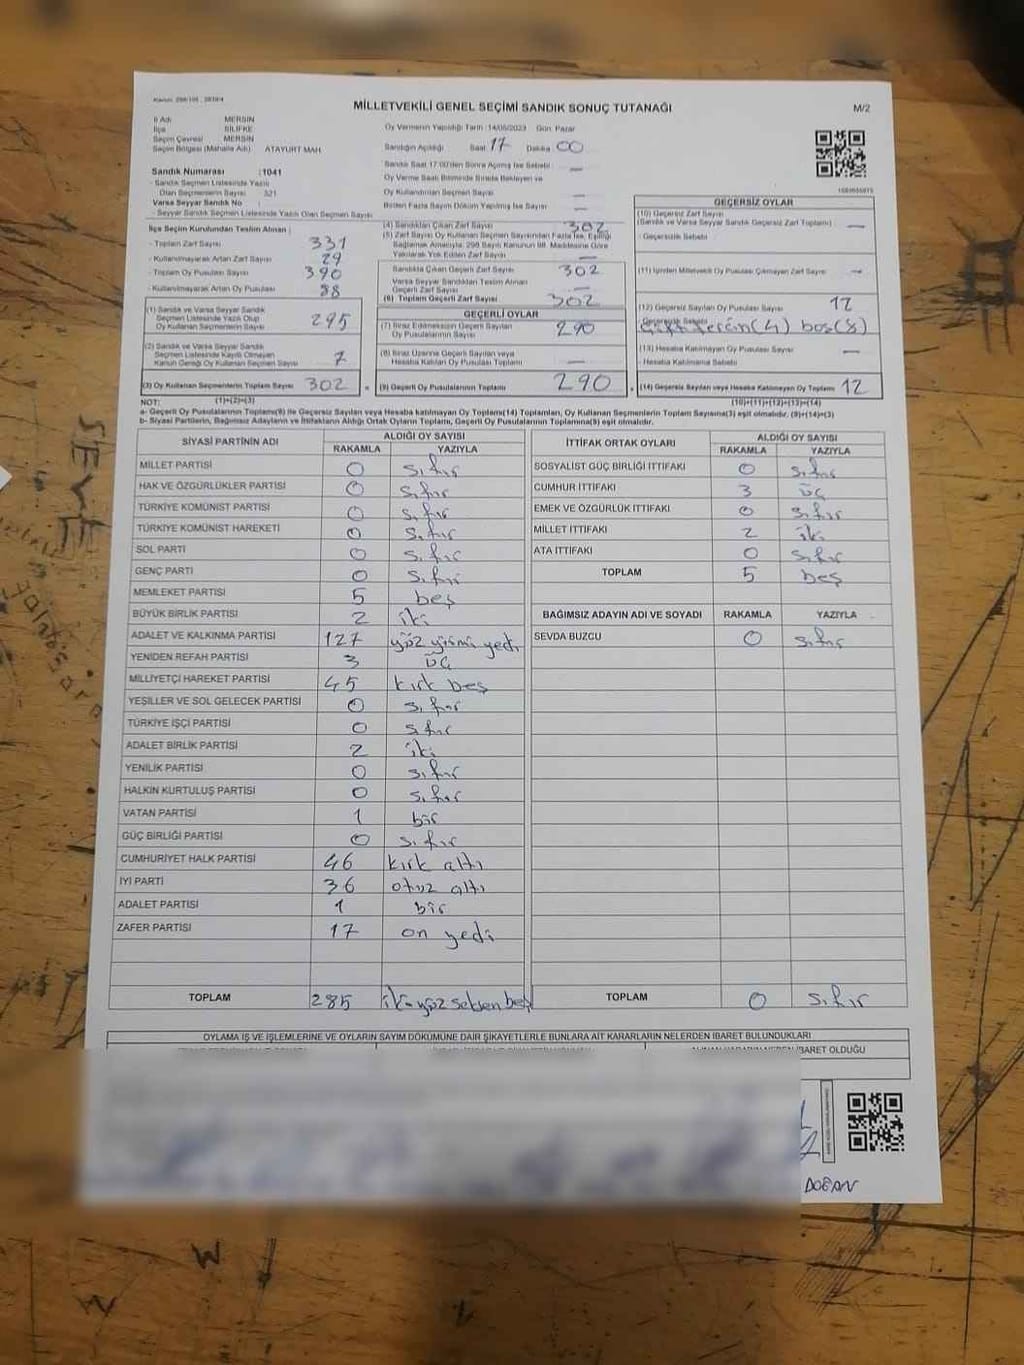 MİLLETVEKİLİ GENEL SEÇİMİ SANDIK SONUÇ TUTANAĞI
M/2
İl Adı MERSİN
İlçe SİLİFKE
Seçim Çevresi MERSİN
Seçim Bölgesi (Mahalle Adı) ATAYURT MAH
Sandık Numarası :1041
- Sandık Seçmen Listesinde Yazılı
Olan Seçmenlerin Sayısı 321
Varsa Seyyar Sandık No
- Seyyar Sandık Seçmen Listesinde Yazılı Olan Seçmen Sayısı
Oy Vermenin Yapıldığı Tarih :14/05/2023 Gün Pazar
Sandığın Açıldığı Saat 17 Dakika 00
Sandık Saat 17:00'den Sonra Açılmış İse Sebebi —
Oy Verme Saati Bitiminde Sırada Bekleyen ve
Oy Kullandırılan Seçmen Sayısı —
Birden Fazla Sayım Döküm Yapılmış İse Sayısı —
İlçe Seçim Kurulundan Teslim Alınan :
- Toplam Zarf Sayısı 331
- Kullanılmayarak Artan Zarf Sayısı 29
- Toplam Oy Pusulası Sayısı 390
- Kullanılmayarak Artan Oy Pusulası 88
(1) Sandık ve Varsa Seyyar Sandık
Seçmen Listesinde Yazılı Olup
Oy Kullanan Seçmenlerin Sayısı 295
(2) Sandık ve Varsa Seyyar Sandık
Seçmen Listesinde Kayıtlı Olmayan
Kanun Gereği Oy Kullanan Seçmen Sayısı 7
(3) Oy Kullanan Seçmenlerin Toplam Sayısı 302
(1)+(2)=(3)
(4) Sandıktan Çıkan Zarf Sayısı 302
(5) Zarf Sayısı Oy Kullanan Seçmen Sayısından Fazla İse, Eşitliği
Sağlamak Amacıyla, 298 Sayılı Kanunun 98. Maddesine Göre
Yakılarak Yok Edilen Zarf Sayısı —
Sandıkta Çıkan Geçerli Zarf Sayısı 302
Varsa Seyyar Sandıktan Teslim Alınan
Geçerli Zarf Sayısı —
(6) Toplam Geçerli Zarf Sayısı 302
GEÇERLİ OYLAR
(7) İtiraz Edilmeksizin Geçerli Sayılan
Oy Pusulalarının Sayısı 290
(8) İtiraz Üzerine Geçerli Sayılan veya
Hesaba Katılan Oy Pusulası Toplamı —
(9) Geçerli Oy Pusulalarının Toplamı 290
GEÇERSİZ OYLAR
(10) Geçersiz Zarf Sayısı
(Sandık ve Varsa Seyyar Sandık Geçersiz Zarf Toplamı) —
- Geçersizlik Sebebi
(11) İçinden Milletvekili Oy Pusulası Çıkmayan Zarf Sayısı —
(12) Geçersiz Sayılan Oy Pusulası Sayısı 12
Geçersizlik Sebebi (4) boş(8)
(13) Hesaba Katılmayan Oy Pusulası Sayısı —
Hesaba Katılmama Sebebi
(14) Geçersiz Sayılan veya Hesaba Katılmayan Oy Toplamı 12
(10)+(11)+(12)+(13)=(14)
NOT:
a- Geçerli Oy Pusulalarının Toplamı(9) ile Geçersiz Sayılan veya Hesaba katılmayan Oy Toplamı(14) Toplamları, Oy Kullanan Seçmenlerin Toplam Sayısına(3) eşit olmalıdır. (9)+(14)=(3)
b- Siyasi Partilerin, Bağımsız Adayların ve İttifakların Aldığı Ortak Oyların Toplamı, Geçerli Oy Pusulalarının Toplamına(9) eşit olmalıdır.
SİYASİ PARTİNİN ADI ALDIĞI OY SAYISI
RAKAMLA YAZIYLA
MİLLET PARTİSİ 0 sıfır
HAK VE ÖZGÜRLÜKLER PARTİSİ 0 sıfır
TÜRKİYE KOMÜNİST PARTİSİ 0 sıfır
TÜRKİYE KOMÜNİST HAREKETİ 0 sıfır
SOL PARTİ 0 sıfır
GENÇ PARTİ 0 sıfır
MEMLEKET PARTİSİ 5 beş
BÜYÜK BİRLİK PARTİSİ 2 iki
ADALET VE KALKINMA PARTİSİ 127 yüz yirmi yedi
YENİDEN REFAH PARTİSİ 3 üç
MİLLİYETÇİ HAREKET PARTİSİ 45 kırk beş
YEŞİLLER VE SOL GELECEK PARTİSİ 0 sıfır
TÜRKİYE İŞÇİ PARTİSİ 0 sıfır
ADALET BİRLİK PARTİSİ 2 iki
YENİLİK PARTİSİ 0 sıfır
HALKIN KURTULUŞ PARTİSİ 0 sıfır
VATAN PARTİSİ 1 bir
GÜÇ BİRLİĞİ PARTİSİ 0 sıfır
CUMHURİYET HALK PARTİSİ 46 kırk altı
İYİ PARTİ 36 otuz altı
ADALET PARTİSİ 1 bir
ZAFER PARTİSİ 17 on yedi
TOPLAM 285 iki yüz seksen beş
İTTİFAK ORTAK OYLARI ALDIĞI OY SAYISI
RAKAMLA YAZIYLA
SOSYALİST GÜÇ BİRLİĞİ İTTİFAKI 0 sıfır
CUMHUR İTTİFAKI 3 üç
EMEK VE ÖZGÜRLÜK İTTİFAKI 0 sıfır
MİLLET İTTİFAKI 2 iki
ATA İTTİFAKI 0 sıfır
TOPLAM 5 beş
BAĞIMSIZ ADAYIN ADI VE SOYADI RAKAMLA YAZIYLA
SEVDA BUZCU 0 sıfır
TOPLAM 0 sıfır
OYLAMA İŞ VE İŞLEMLERİNE VE OYLARIN SAYIM DÖKÜMÜNE DAİR ŞİKAYETLERLE BUNLARA AİT KARARLARIN NELERDEN İBARET BULUNDUKLARI
İBARET OLDUĞU
DOĞAN